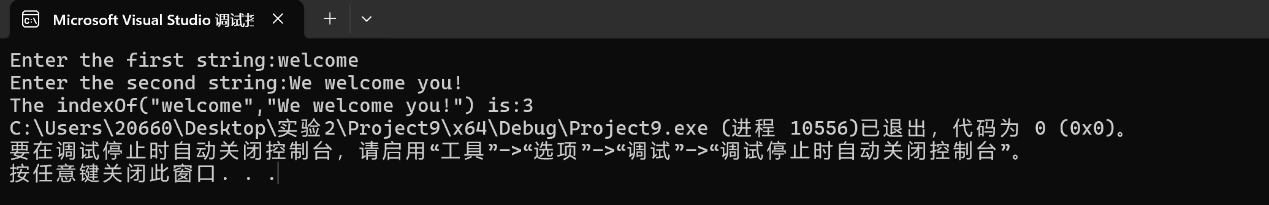 Microsoft Visual Studio 调试控
Enter the first string:welcome
Enter the second string:We welcome you!
The indexOf("welcome","We welcome you!") is:3
C:\Users\20660\Desktop\实验2\Project9\x64\Debug\Project9.exe (进程 10556)已退出，代码为 0 (0x0)。
要在调试停止时自动关闭控制台，请启用“工具”->“选项”->“调试”->“调试停止时自动关闭控制台”。
按任意键关闭此窗口. . .